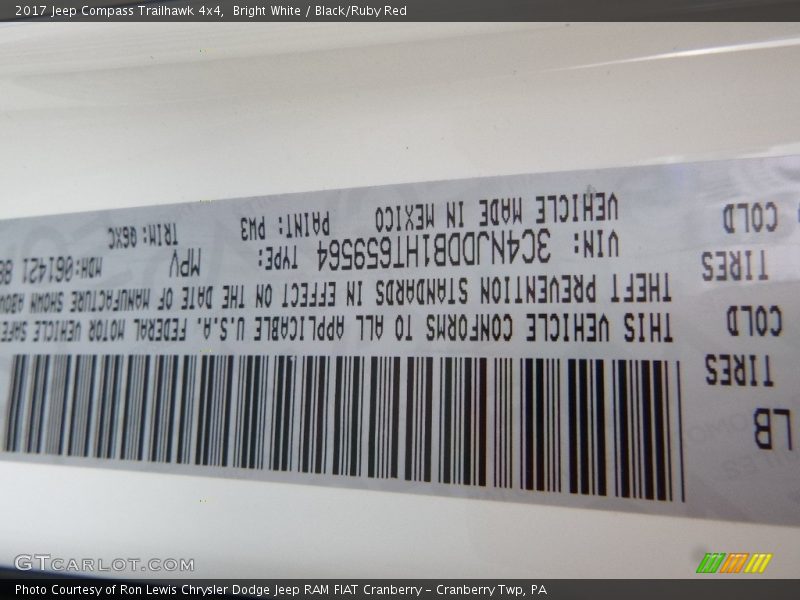 2017 Jeep Compass Trailhawk 4x4, Bright White / Black/Ruby Red
LB
TIRES
COLD
TIRES
COLD
THIS VEHICLE CONFORMS TO ALL APPLICABLE U.S.A. FEDERAL MOTOR VEHICLE SAFE
THEFT PREVENTION STANDARDS IN EFFECT ON THE DATE OF MANUFACTURE SHOWN ABOVE
VIN: 3C4NJDDB1HT659564 TYPE: MPV MDH:061421 88
VEHICLE MADE IN MEXICO PAINT: PW3 TRIM: G6XC
GTCarLot.com
Photo Courtesy of Ron Lewis Chrysler Dodge Jeep RAM FIAT Cranberry – Cranberry Twp, PA